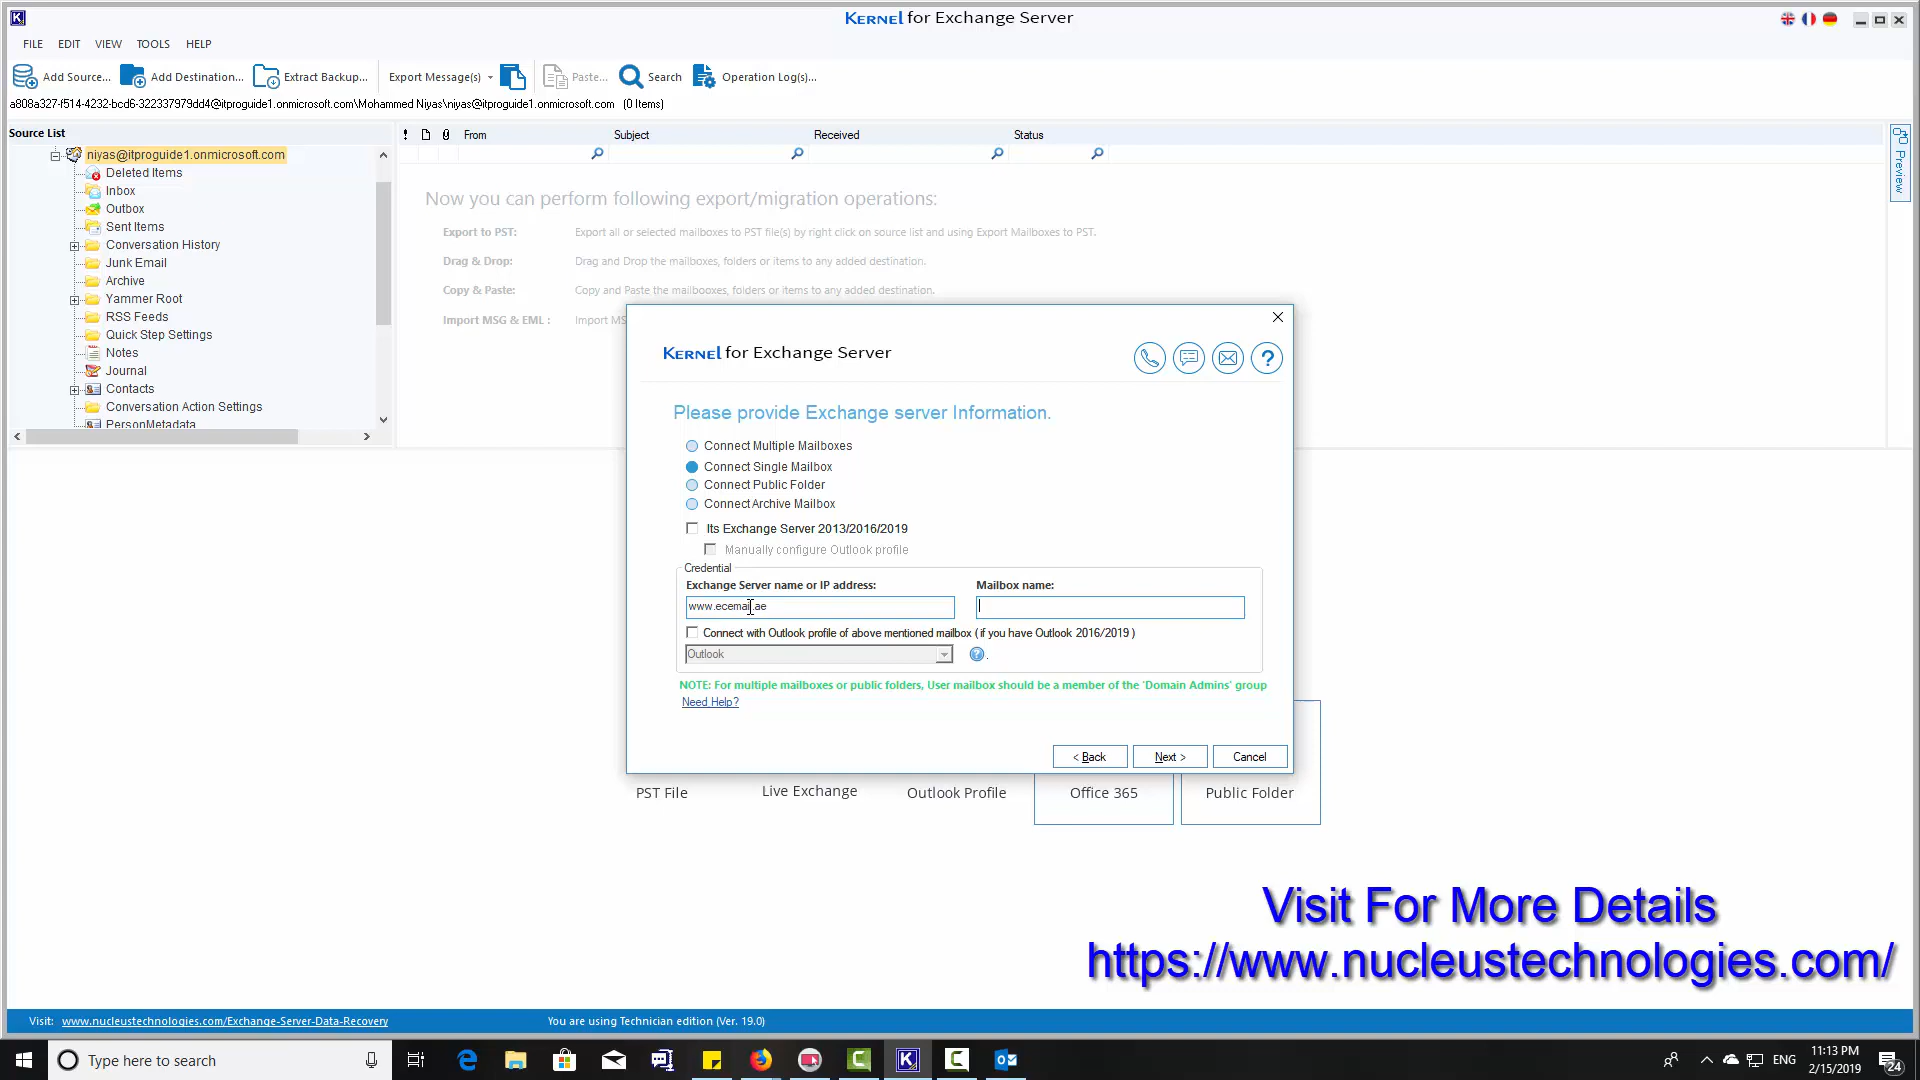 KERNEL for Exchange Server
FILE EDIT VIEW TOOLS HELP
Add Source... Add Destination... Extract Backup... Export Message(s) Paste... Search Operation Log(s)...
a808a327-f514-4232-bcd6-322337979dd4@itproguide1.onmicrosoft.com\Mohammed Niyas\niyas@itproguide1.onmicrosoft.com (0 Items)
Source List
! From Subject Received Status
niyas@itproguide1.onmicrosoft.com
Deleted Items
Inbox
Outbox
Sent Items
Conversation History
Junk Email
Archive
Yammer Root
RSS Feeds
Quick Step Settings
Notes
Journal
Contacts
Conversation Action Settings
PersonMetadata
Preview
Now you can perform following export/migration operations:
Export to PST: Export all or selected mailboxes to PST file(s) by right click on source list and using Export Mailboxes to PST.
Drag & Drop: Drag and Drop the mailboxes, folders or items to any added destination.
Copy & Paste: Copy and Paste the mailbooxes, folders or items to any added destination.
Import MSG & EML : Import MS
KERNEL for Exchange Server
?
Please provide Exchange server Information.
Connect Multiple Mailboxes
Connect Single Mailbox
Connect Public Folder
Connect Archive Mailbox
Its Exchange Server 2013/2016/2019
Manually configure Outlook profile
Credential
Exchange Server name or IP address: Mailbox name:
www.ecemail.ae
Connect with Outlook profile of above mentioned mailbox ( if you have Outlook 2016/2019 )
Outlook ? .
NOTE: For multiple mailboxes or public folders, User mailbox should be a member of the 'Domain Admins' group
Need Help?
< Back Next > Cancel
PST File Live Exchange Outlook Profile Office 365 Public Folder
Visit For More Details
https://www.nucleustechnologies.com/
Visit: www.nucleustechnologies.com/Exchange-Server-Data-Recovery You are using Technician edition (Ver. 19.0)
Type here to search
ENG
11:13 PM
2/15/2019
24